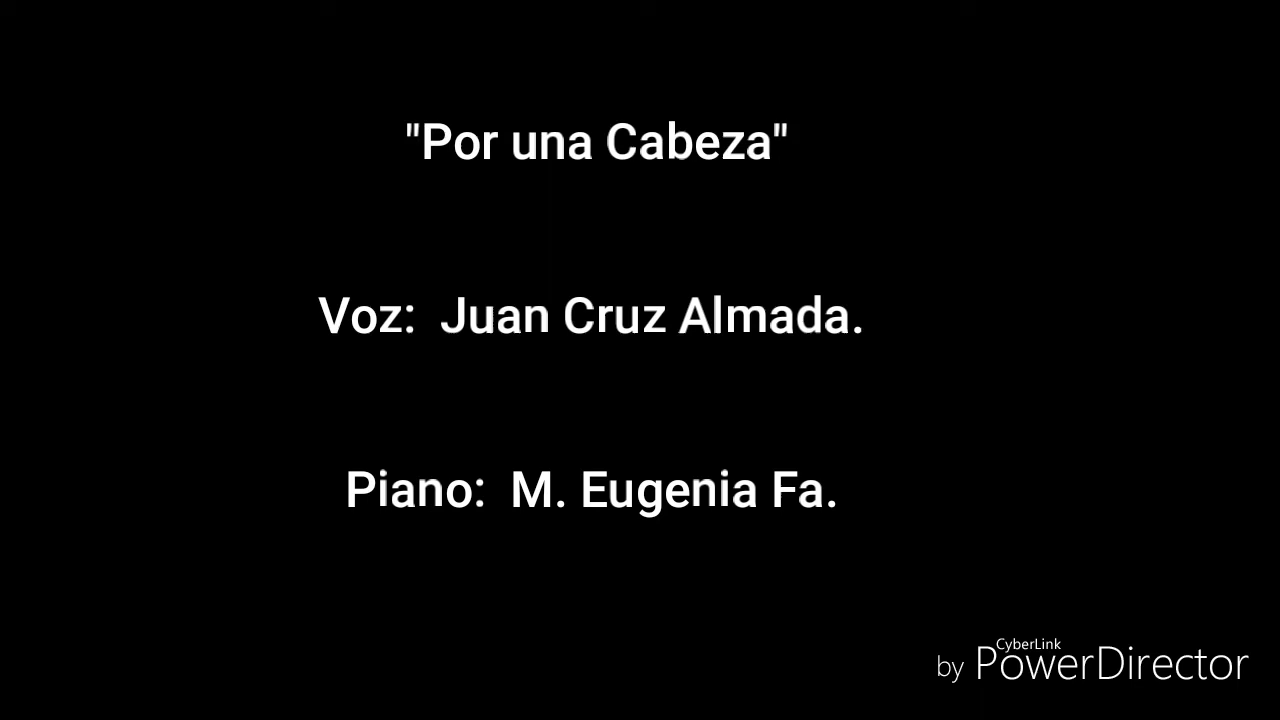 "Por una Cabeza"
Voz: Juan Cruz Almada.
Piano: M. Eugenia Fa.
CyberLink
by PowerDirector